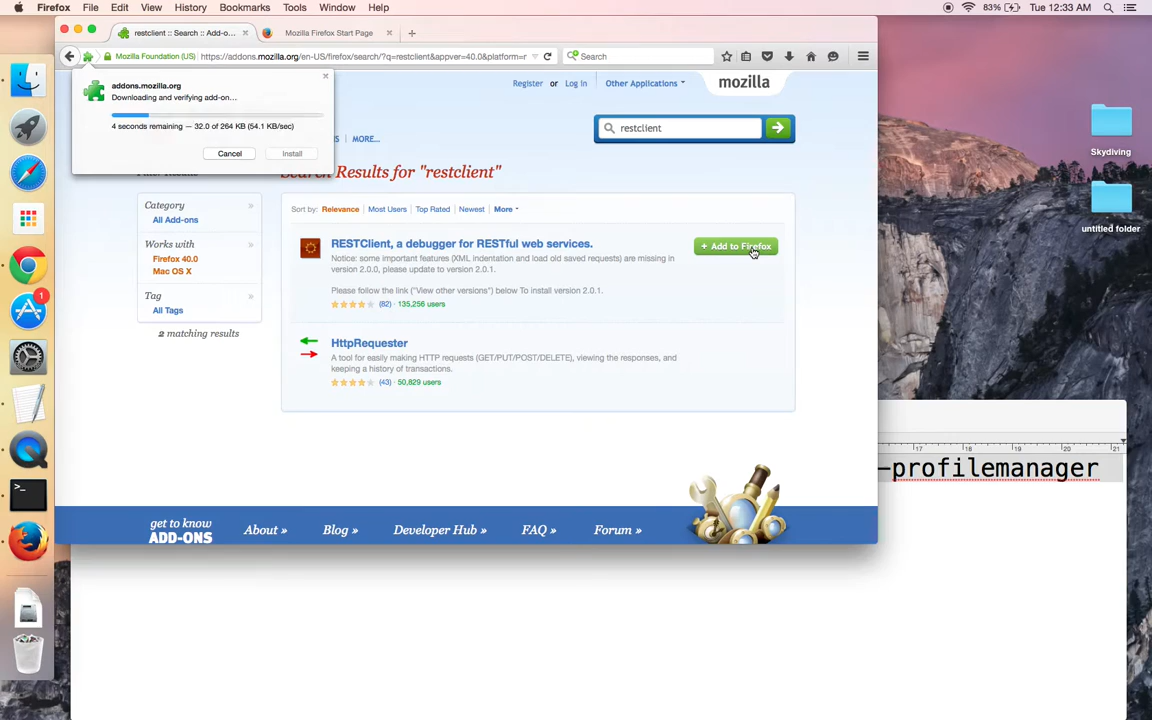 Firefox File Edit View History Bookmarks Tools Window Help 83% Tue 12:33 AM
restclient :: Search :: Add-o... Mozilla Firefox Start Page
Mozilla Foundation (US) https://addons.mozilla.org/en-US/firefox/search/?q=restclient&appver=40.0&platform=r Search
addons.mozilla.org
Downloading and verifying add-on...
4 seconds remaining — 32.0 of 264 KB (54.1 KB/sec)
Cancel Install
Register or Log In Other Applications mozilla
restclient
MORE...
Search Results for "restclient"
Category
All Add-ons
Works with
Firefox 40.0
Mac OS X
Tag
All Tags
2 matching results
Sort by: Relevance Most Users Top Rated Newest More
RESTClient, a debugger for RESTful web services.
+ Add to Firefox
Notice: some important features (XML indentation and load old saved requests) are missing in
version 2.0.0, please update to version 2.0.1.
Please follow the link ("View other versions") below To install version 2.0.1.
(82) · 135,256 users
HttpRequester
A tool for easily making HTTP requests (GET/PUT/POST/DELETE), viewing the responses, and
keeping a history of transactions.
(43) · 50,829 users
get to know
ADD-ONS
About » Blog » Developer Hub » FAQ » Forum »
Skydiving
untitled folder
17 18 19 20 21
-profilemanager
1
>_